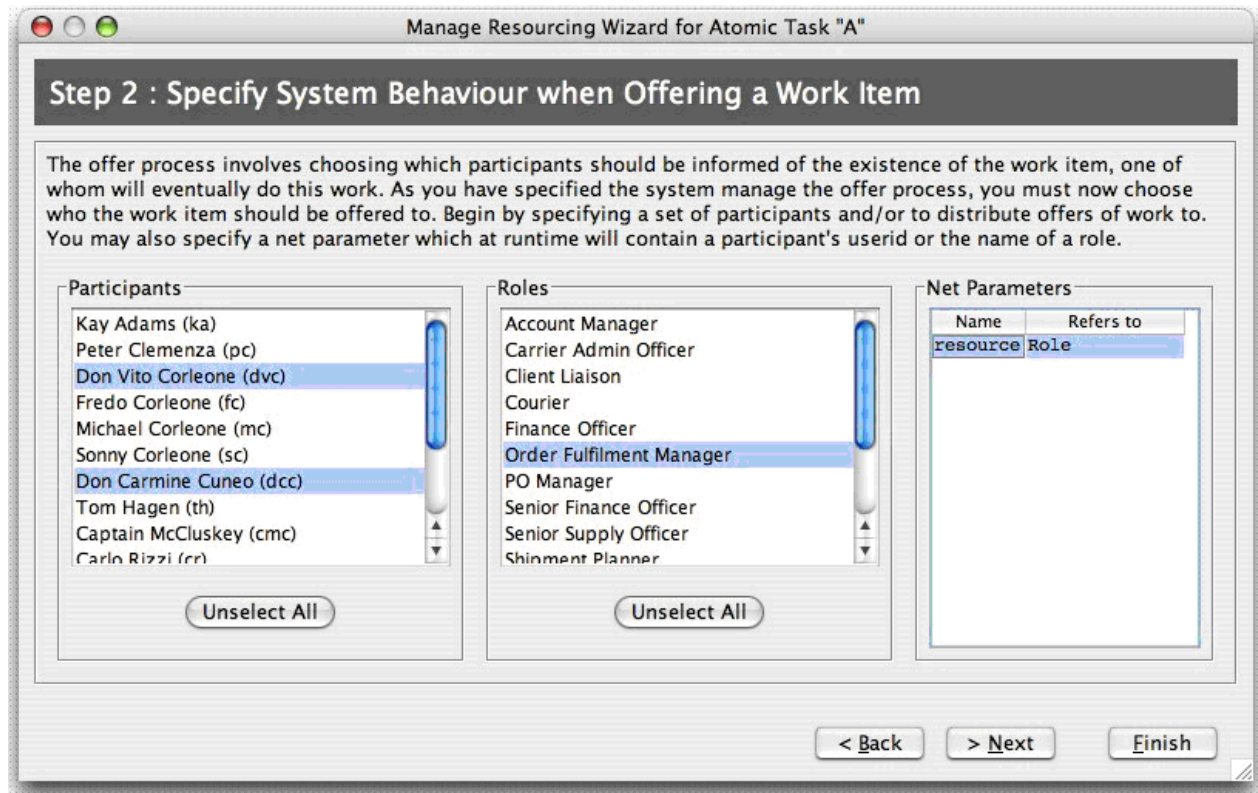 Manage Resourcing Wizard for Atomic Task "A"
Step 2 : Specify System Behaviour when Offering a Work Item
The offer process involves choosing which participants should be informed of the existence of the work item, one of
whom will eventually do this work. As you have specified the system manage the offer process, you must now choose
who the work item should be offered to. Begin by specifying a set of participants and/or to distribute offers of work to.
You may also specify a net parameter which at runtime will contain a participant's userid or the name of a role.
Participants
Kay Adams (ka)
Peter Clemenza (pc)
Don Vito Corleone (dvc)
Fredo Corleone (fc)
Michael Corleone (mc)
Sonny Corleone (sc)
Don Carmine Cuneo (dcc)
Tom Hagen (th)
Captain McCluskey (cmc)
Carlo Rizzi (cr)
Unselect All
Roles
Account Manager
Carrier Admin Officer
Client Liaison
Courier
Finance Officer
Order Fulfilment Manager
PO Manager
Senior Finance Officer
Senior Supply Officer
Shipment Planner
Unselect All
Net Parameters
Name Refers to
resource Role
< Back > Next Finish